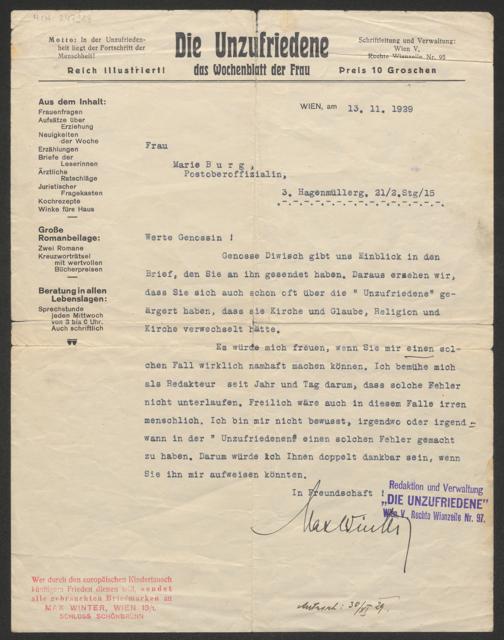 Motto: In der Unzufrieden-
heit liegt der Fortschritt der
Menschheit!
Reich illustriert!
Die Unzufriedene
das Wochenblatt der Frau
Schriftleitung und Verwaltung:
Wien V,
Rechte Wienzeile Nr. 95
Preis 10 Groschen
Aus dem Inhalt:
Frauenfragen
Aufsätze über
Erziehung
Neuigkeiten
der Woche
Erzählungen
Briefe der
Leserinnen
Ärztliche
Ratschläge
Juristischer
Fragekasten
Kochrezepte
Winke fürs Haus
Große
Romanbeilage:
Zwei Romane
Kreuzworträtsel
mit wertvollen
Bücherpreisen
Beratung in allen
Lebenslagen:
Sprechstunde
jeden Mittwoch
von 3 bis 6 Uhr.
Auch schriftlich
WIEN, am 13. 11. 1929
Frau
Marie Burg,
Postoberoffizialin,
3. Hagenmüllerg. 21/2.Stg/15
Werte Genossin !
Genosse Diwisch gibt uns Einblick in den
Brief, den Sie an ihn gesendet haben. Daraus ersehen wir,
dass Sie sich auch schon oft über die " Unzufriedene" ge-
ärgert haben, dass sie Kirche und Glaube, Religion und
Kirche verwechselt hätte.
Es würde mich freuen, wenn Sie mir einen sol-
chen Fall wirklich namhaft machen können. Ich bemühe mich
als Redakteur seit Jahr und Tag darum, dass solche Fehler
nicht unterlaufen. Freilich wäre auch in diesem Falle irren
menschlich. Ich bin mir nicht bewusst, irgendwo oder irgend-
wann in der " Unzufriedenen" einen solchen Fehler gemacht
zu haben. Darum würde ich Ihnen doppelt dankbar sein, wenn
Sie ihn mir aufweisen könnten.
In Freundschaft !
Redaktion und Verwaltung
„DIE UNZUFRIEDENE"
Wien V, Rechte Wienzeile Nr. 97.
Max Winter
Wer durch den europäischen Kindertausch
künftigem Frieden dienen will, sendet
alle gebrauchten Briefmarken an
MAX WINTER, WIEN 13/1.
SCHLOSS SCHÖNBRUNN